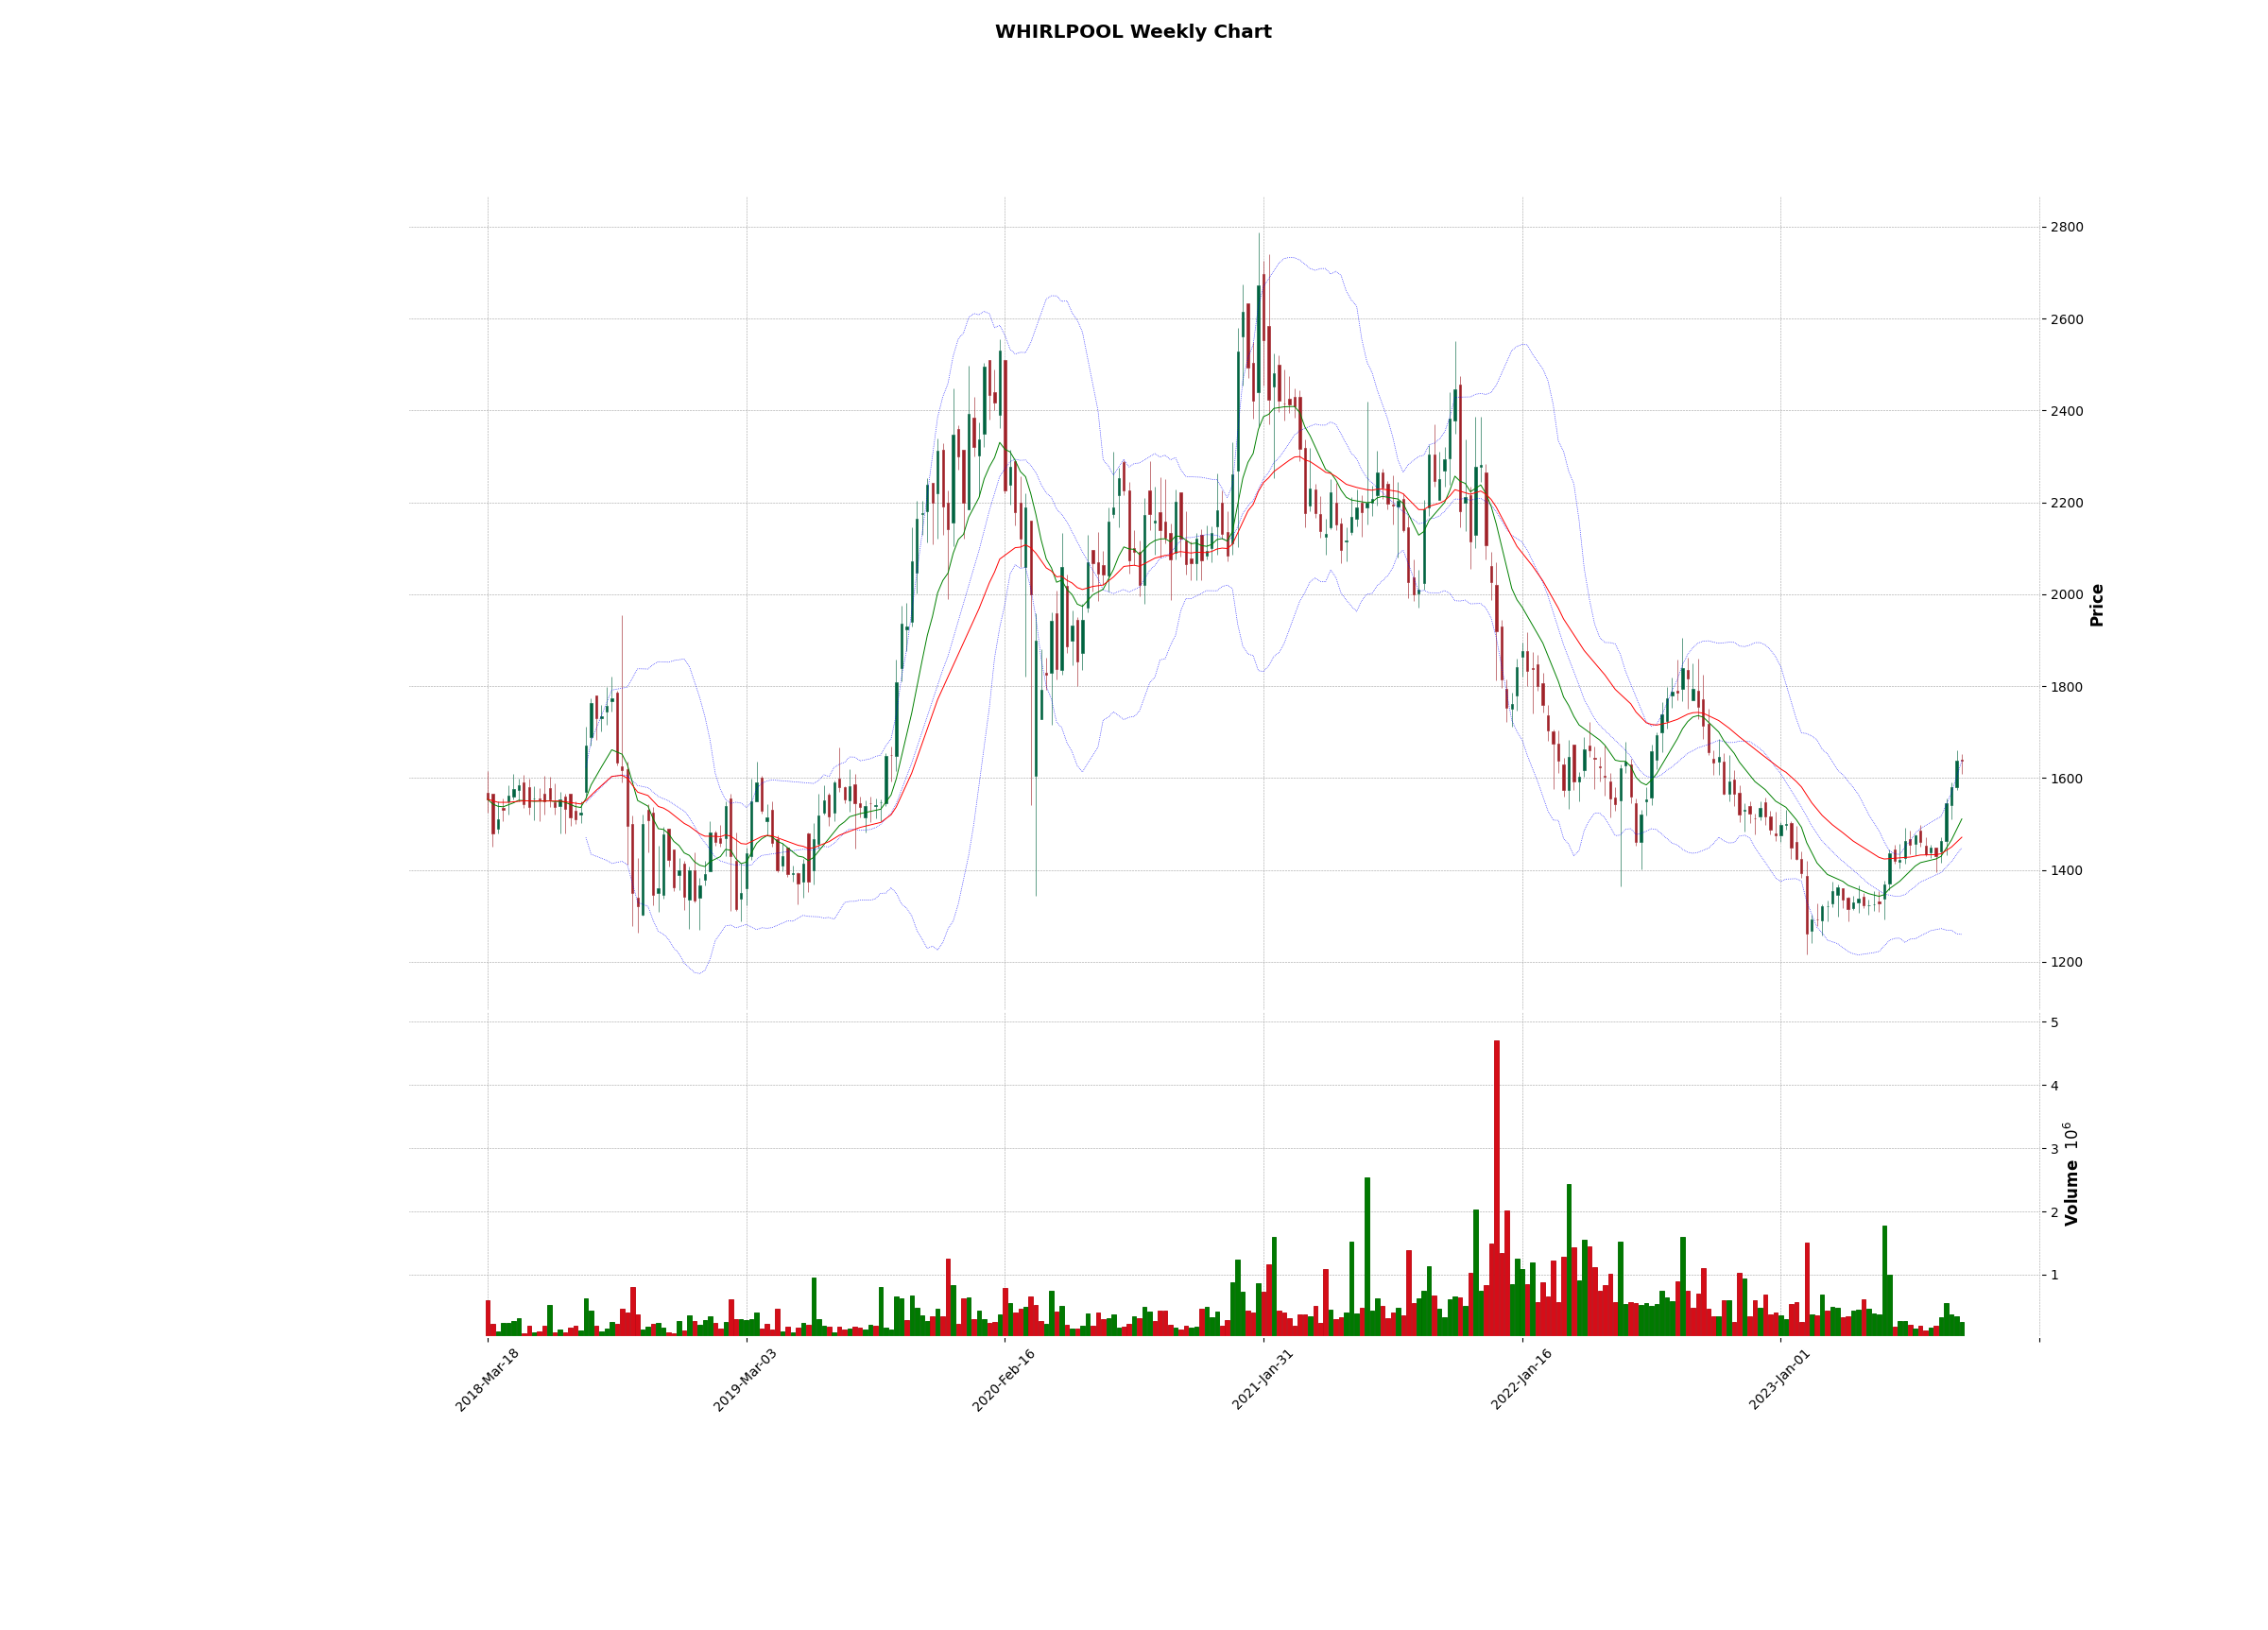 WHIRLPOOL Weekly Chart
2800
2600
2400
2200
2000
1800
1600
1400
1200
Price
5
4
3
2
1
Volume 10^6
2018-Mar-18
2019-Mar-03
2020-Feb-16
2021-Jan-31
2022-Jan-16
2023-Jan-01